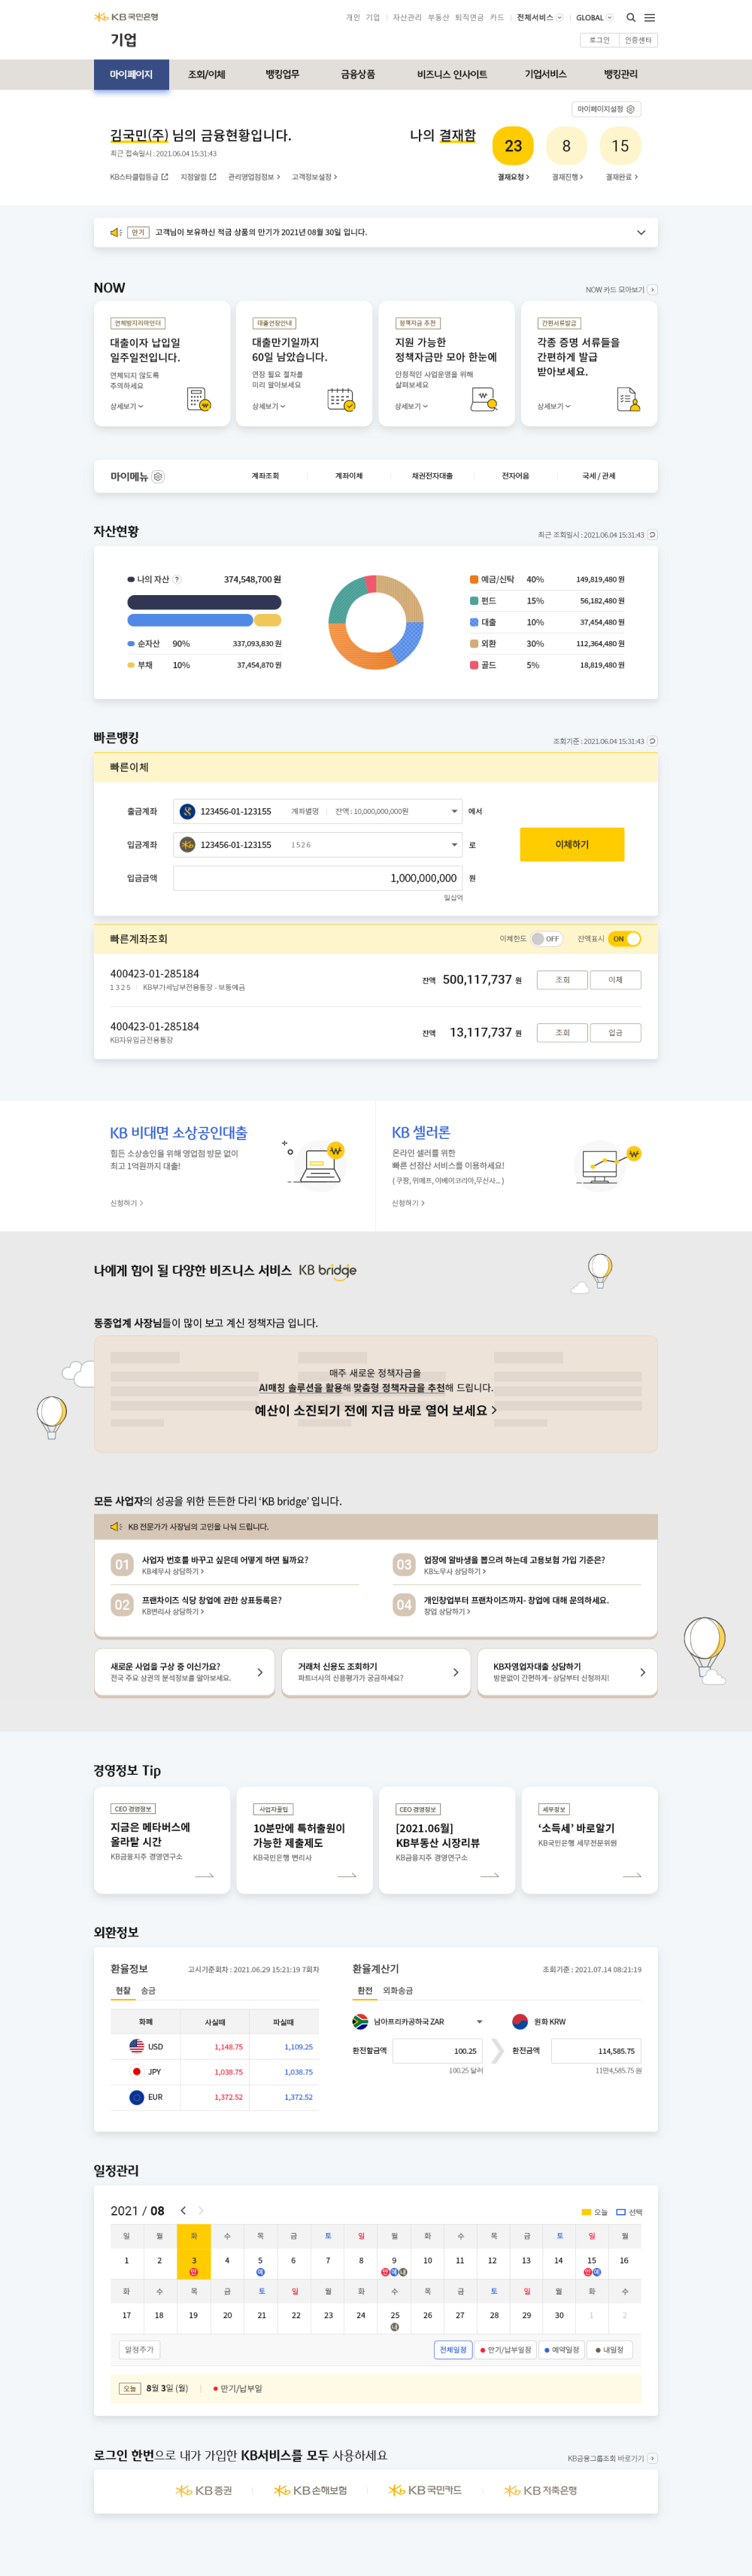 KB 국민은행
개인 기업 자산관리 부동산 퇴직연금 카드 전체서비스 GLOBAL
기업
로그인 인증센터
마이페이지 조회/이체 뱅킹업무 금융상품 비즈니스 인사이트 기업서비스 뱅킹관리
마이페이지설정
김국민(주) 님의 금융현황입니다.
최근 접속일시 : 2021.06.04 15:31:43
KB스타클럽등급 지점알림 관리영업점정보 고객정보설정
나의 결재함
23 8 15
결재요청 결재진행 결재완료
만기 고객님이 보유하신 적금 상품의 만기가 2021년 08월 30일 입니다.
NOW
NOW 카드 모아보기
연체방지리마인더
대출이자 납입일
일주일전입니다.
연체되지 않도록
주의하세요
상세보기
대출연장안내
대출만기일까지
60일 남았습니다.
연장 필요 절차를
미리 알아보세요
상세보기
정책자금 추천
지원 가능한
정책자금만 모아 한눈에
안정적인 사업운영을 위해
살펴보세요
상세보기
간편서류발급
각종 증명 서류들을
간편하게 발급
받아보세요.
상세보기
마이메뉴 계좌조회 계좌이체 채권전자대출 전자어음 국세 / 관세
자산현황
최근 조회일시 : 2021.06.04 15:31:43
나의 자산 ? 374,548,700 원
순자산 90% 337,093,830 원
부채 10% 37,454,870 원
예금/신탁 40% 149,819,480 원
펀드 15% 56,182,480 원
대출 10% 37,454,480 원
외환 30% 112,364,480 원
골드 5% 18,819,480 원
빠른뱅킹
조회기준 : 2021.06.04 15:31:43
빠른이체
출금계좌 123456-01-123155 계좌별명 잔액 : 10,000,000,000원 에서
입금계좌 123456-01-123155 1526 로
입금금액 1,000,000,000 원
일십억
이체하기
빠른계좌조회
이체한도 OFF 잔액표시 ON
400423-01-285184
1325 KB부가세납부전용통장 - 보통예금
잔액 500,117,737 원 조회 이체
400423-01-285184
KB자유입금전용통장
잔액 13,117,737 원 조회 입금
KB 비대면 소상공인대출
힘든 소상송인을 위해 영업점 방문 없이
최고 1억원까지 대출!
신청하기
KB 셀러론
온라인 셀러를 위한
빠른 선정산 서비스를 이용하세요!
( 쿠팡, 위메프, 이베이코리아,무신사... )
신청하기
나에게 힘이 될 다양한 비즈니스 서비스 KB bridge
동종업계 사장님들이 많이 보고 계신 정책자금 입니다.
매주 새로운 정책자금을
AI매칭 솔루션을 활용해 맞춤형 정책자금을 추천해 드립니다.
예산이 소진되기 전에 지금 바로 열어 보세요
모든 사업자의 성공을 위한 든든한 다리 ‘KB bridge’ 입니다.
KB 전문가가 사장님의 고민을 나눠 드립니다.
01 사업자 번호를 바꾸고 싶은데 어떻게 하면 될까요?
KB세무사 상담하기
02 프랜차이즈 식당 창업에 관한 상표등록은?
KB변리사 상담하기
03 업장에 알바생을 뽑으려 하는데 고용보험 가입 기준은?
KB노무사 상담하기
04 개인창업부터 프랜차이즈까지- 창업에 대해 문의하세요.
창업 상담하기
새로운 사업을 구상 중 이신가요?
전국 주요 상권의 분석정보를 알아보세요.
거래처 신용도 조회하기
파트너사의 신용평가가 궁금하세요?
KB자영업자대출 상담하기
방문없이 간편하게~ 상담부터 신청까지!
경영정보 Tip
CEO 경영정보
지금은 메타버스에
올라탈 시간
KB금융지주 경영연구소
사업자꿀팁
10분만에 특허출원이
가능한 제출제도
KB국민은행 변리사
CEO 경영정보
[2021.06월]
KB부동산 시장리뷰
KB금융지주 경영연구소
세무정보
‘소득세’ 바로알기
KB국민은행 세무전문위원
외환정보
환율정보 고시기준회차 : 2021.06.29 15:21:19 7회차
현찰 송금
화폐 사실때 파실때
USD 1,148.75 1,109.25
JPY 1,038.75 1,038.75
EUR 1,372.52 1,372.52
환율계산기 조회기준 : 2021.07.14 08:21:19
환전 외화송금
남아프리카공화국 ZAR 원화 KRW
환전할금액 100.25 환전금액 114,585.75
100.25 달러 11만4,585.75 원
일정관리
2021 / 08 오늘 선택
일 월 화 수 목 금 토 일 월 화 수 목 금 토 일 월
1 2 3 4 5 6 7 8 9 10 11 12 13 14 15 16
만 예 만 예 내 만 예
화 수 목 금 토 일 월 화 수 목 금 토 일 월 화 수
17 18 19 20 21 22 23 24 25 26 27 28 29 30 1 2
내
일정추가 전체일정 만기/납부일정 예약일정 내일정
오늘 8월 3일 (월) 만기/납부일
로그인 한번으로 내가 가입한 KB서비스를 모두 사용하세요
KB금융그룹조회 바로가기
KB증권 KB손해보험 KB국민카드 KB저축은행